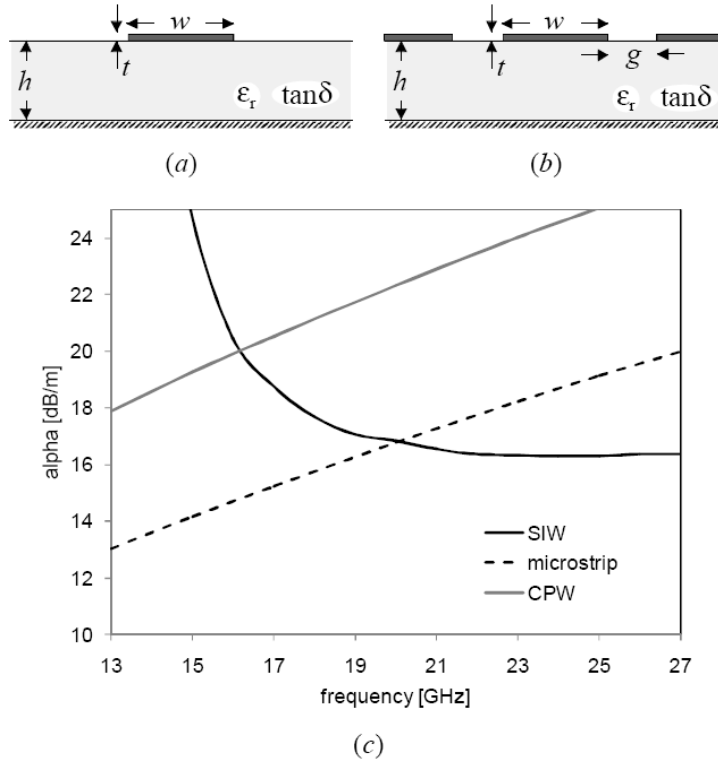 w
t
h
εr tanδ
(a)
w
t
g
h
εr tanδ
(b)
24
22
20
18
16
14
12
10
alpha [dB/m]
SIW
microstrip
CPW
13 15 17 19 21 23 25 27
frequency [GHz]
(c)